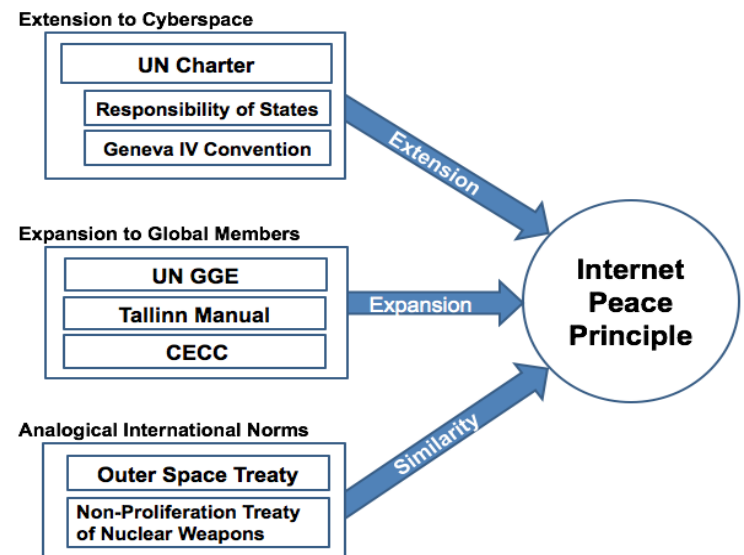 Extension to Cyberspace
UN Charter
Responsibility of States
Geneva IV Convention
Extension
Expansion to Global Members
UN GGE
Tallinn Manual
CECC
Expansion
Internet
Peace
Principle
Analogical International Norms
Outer Space Treaty
Non-Proliferation Treaty
of Nuclear Weapons
Similarity